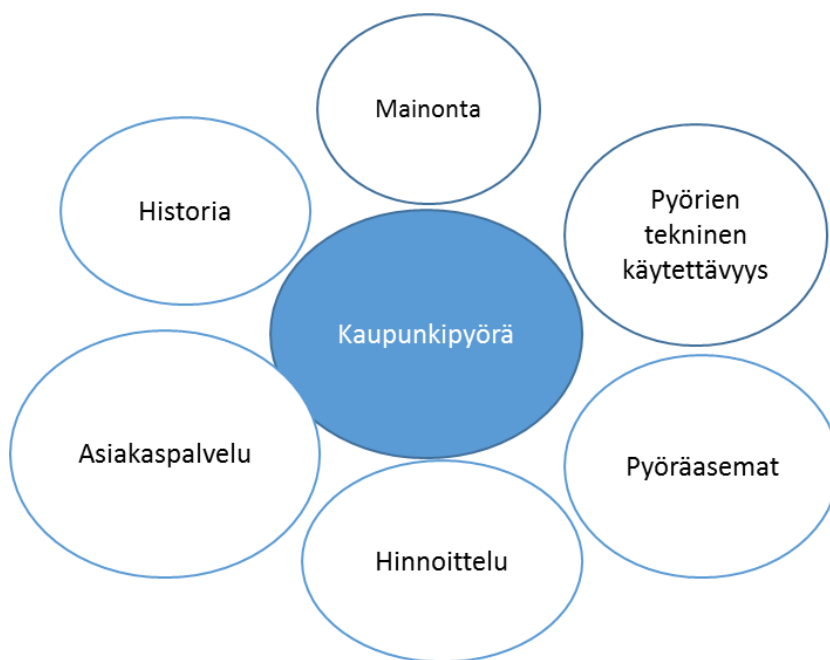 Mainonta
Historia
Pyörien
tekninen
käytettävyys
Kaupunkipyörä
Asiakaspalvelu
Pyöräasemat
Hinnoittelu